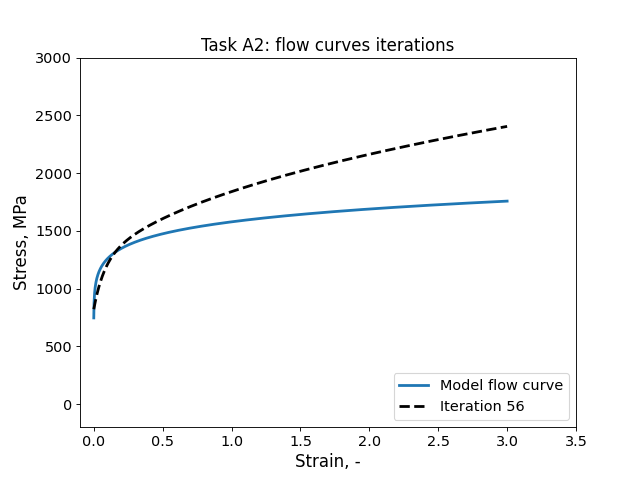 Task A2: flow curves iterations
3000
2500
2000
1500
1000
500
0
Stress, MPa
0.0 0.5 1.0 1.5 2.0 2.5 3.0 3.5
Strain, -
Model flow curve
Iteration 56